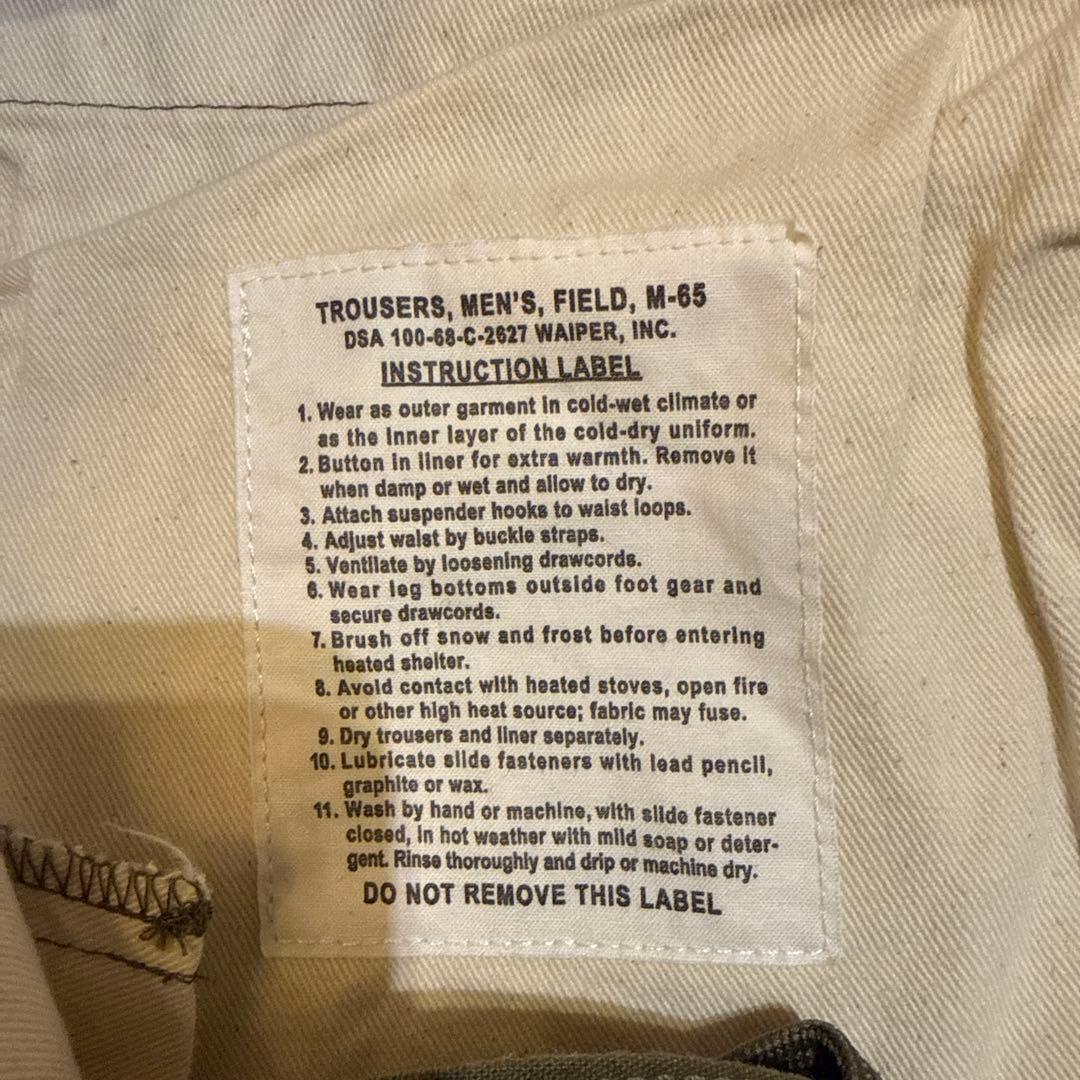 TROUSERS, MEN'S, FIELD, M-65
DSA 100-68-C-2627 WAIPER, INC.
INSTRUCTION LABEL
1. Wear as outer garment in cold-wet climate or
as the inner layer of the cold-dry uniform.
2. Button in liner for extra warmth. Remove it
when damp or wet and allow to dry.
3. Attach suspender hooks to waist loops.
4. Adjust waist by buckle straps.
5. Ventilate by loosening drawcords.
6. Wear leg bottoms outside foot gear and
secure drawcords.
7. Brush off snow and frost before entering
heated shelter.
8. Avoid contact with heated stoves, open fire
or other high heat source; fabric may fuse.
9. Dry trousers and liner separately.
10. Lubricate slide fasteners with lead pencil,
graphite or wax.
11. Wash by hand or machine, with slide fastener
closed, in hot weather with mild soap or deter-
gent. Rinse thoroughly and drip or machine dry.
DO NOT REMOVE THIS LABEL